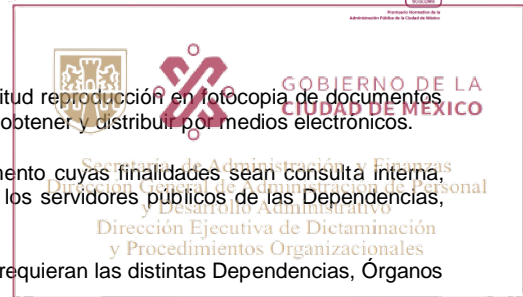 Prontuario Normativo de la
Administración Pública de la Ciudad de México
GOBIERNO DE LA
CIUDAD DE MÉXICO
itud reproducción en fotocopia de documentos
obtener y distribuir por medios electrónicos.
Secretaría de Administración y Finanzas
Dirección General de Administración de Personal
y Desarrollo Administrativo
Dirección Ejecutiva de Dictaminación
y Procedimientos Organizacionales
ento cuyas finalidades sean consulta interna,
los servidores públicos de las Dependencias,
requieran las distintas Dependencias, Órganos